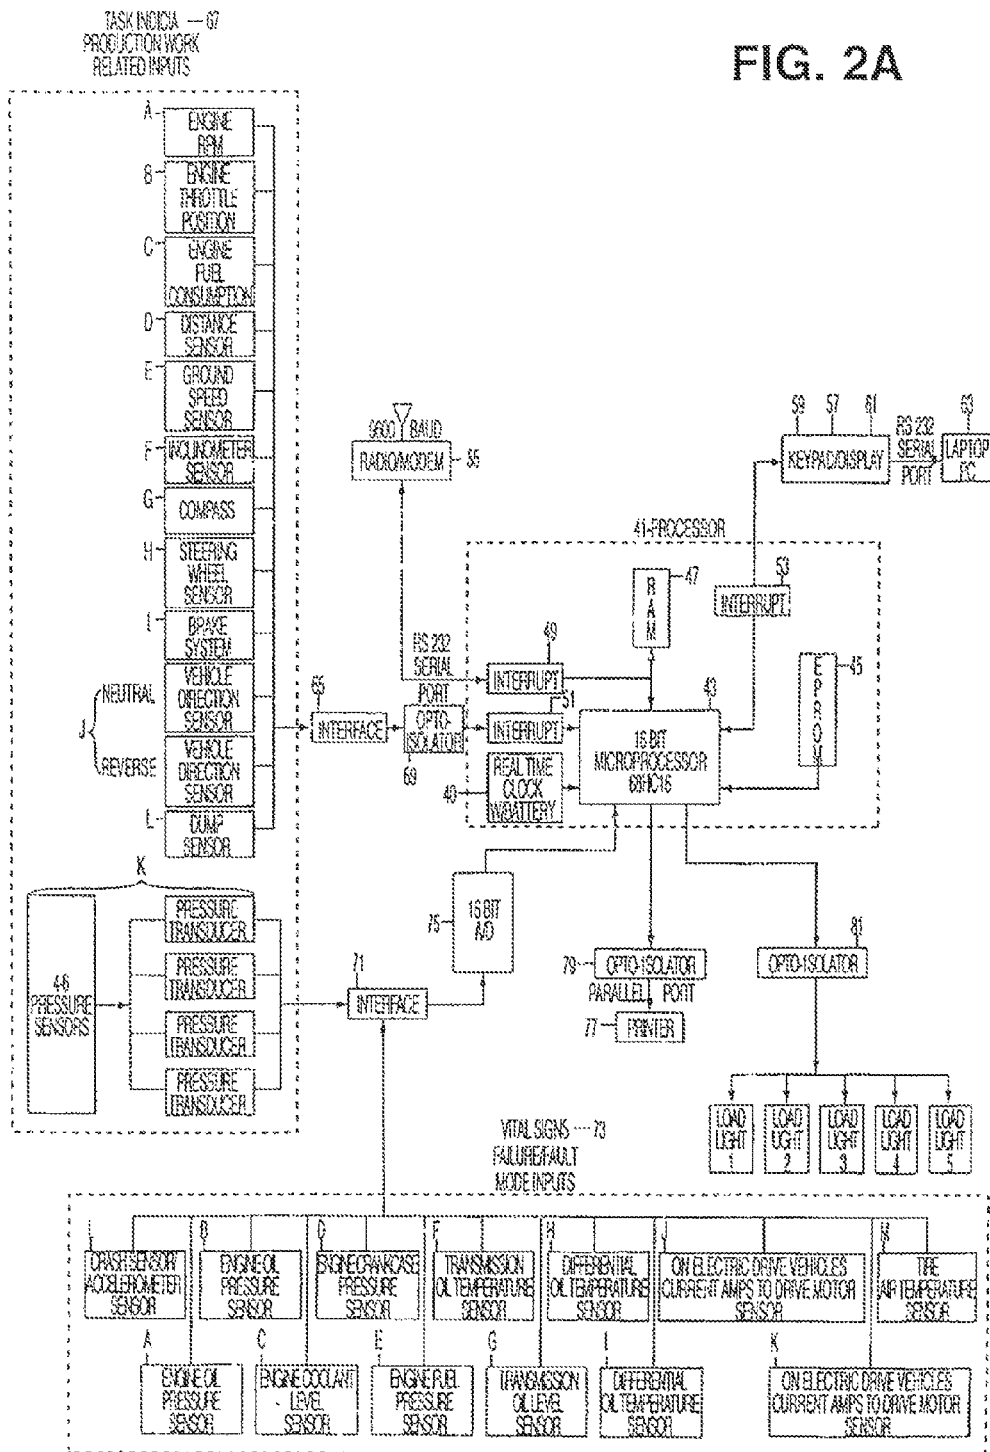 TASK INDICIA — 67
PRODUCTION WORK
RELATED INPUTS
FIG. 2A
A
ENGINE
RPM
B
ENGINE
THROTTLE
POSITION
C
ENGINE
FUEL
CONSUMPTION
D
DISTANCE
SENSOR
E
GROUND
SPEED
SENSOR
F
INCLINOMETER
SENSOR
G
COMPASS
H
STEERING
WHEEL
SENSOR
I
BRAKE
SYSTEM
J
NEUTRAL
VEHICLE
DIRECTION
SENSOR
REVERSE
VEHICLE
DIRECTION
SENSOR
L
DUMP
SENSOR
K
4-6
PRESSURE
SENSORS
PRESSURE
TRANSDUCER
PRESSURE
TRANSDUCER
PRESSURE
TRANSDUCER
PRESSURE
TRANSDUCER
65
INTERFACE
RS 232
SERIAL
PORT
OPTO-
ISOLATOR
69
9600 BAUD
RADIO/MODEM
55
41-PROCESSOR
49
INTERRUPT
51
INTERRUPT
REAL TIME
CLOCK
W/BATTERY
40
RAM
47
53
INTERRUPT
43
16 BIT
MICROPROCESSOR
68HC16
EPROM
45
59
57
61
KEYPAD/DISPLAY
RS 232
SERIAL
PORT
63
LAPTOP
PC
75
16 BIT
A/D
71
INTERFACE
79
OPTO-ISOLATOR
PARALLEL PORT
77
PRINTER
81
OPTO-ISOLATOR
LOAD
LIGHT
1
LOAD
LIGHT
2
LOAD
LIGHT
3
LOAD
LIGHT
4
LOAD
LIGHT
5
VITAL SIGNS — 73
FAILURE/FAULT
MODE INPUTS
L
CRASH SENSOR/
ACCELEROMETER
SENSOR
B
ENGINE OIL
PRESSURE
SENSOR
D
ENGINE CRANKCASE
PRESSURE
SENSOR
F
TRANSMISSION
OIL TEMPERATURE
SENSOR
H
DIFFERENTIAL
OIL TEMPERATURE
SENSOR
J
ON ELECTRIC DRIVE VEHICLES
CURRENT AMPS TO DRIVE MOTOR
SENSOR
M
TIRE
AIR TEMPERATURE
SENSOR
A
ENGINE OIL
PRESSURE
SENSOR
C
ENGINE COOLANT
LEVEL
SENSOR
E
ENGINE FUEL
PRESSURE
SENSOR
G
TRANSMISSION
OIL LEVEL
SENSOR
I
DIFFERENTIAL
OIL TEMPERATURE
SENSOR
K
ON ELECTRIC DRIVE VEHICLES
CURRENT AMPS TO DRIVE MOTOR
SENSOR